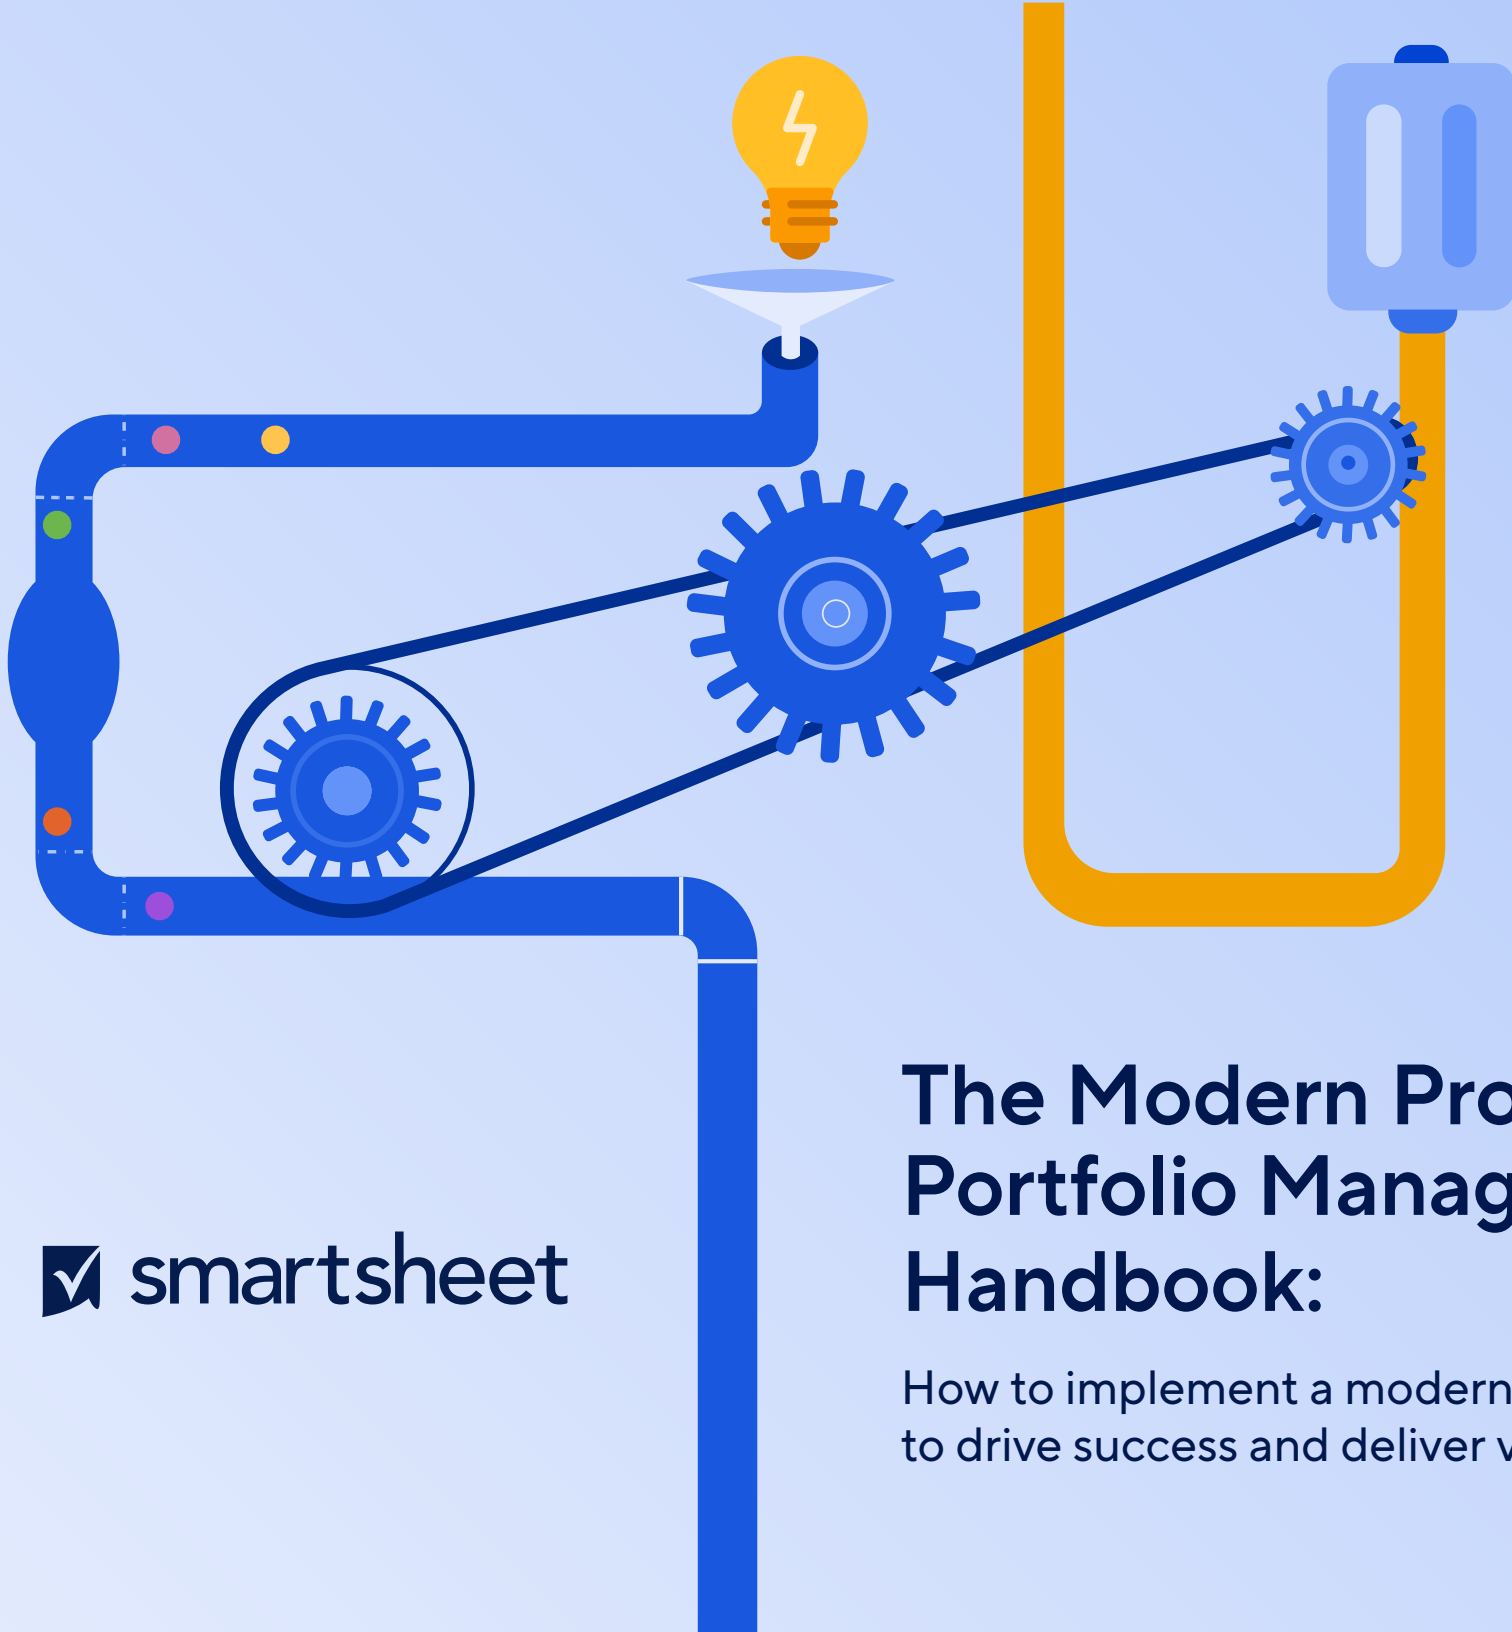 The Modern Pro
Portfolio Manag
Handbook:
smartsheet
How to implement a modern
to drive success and deliver v